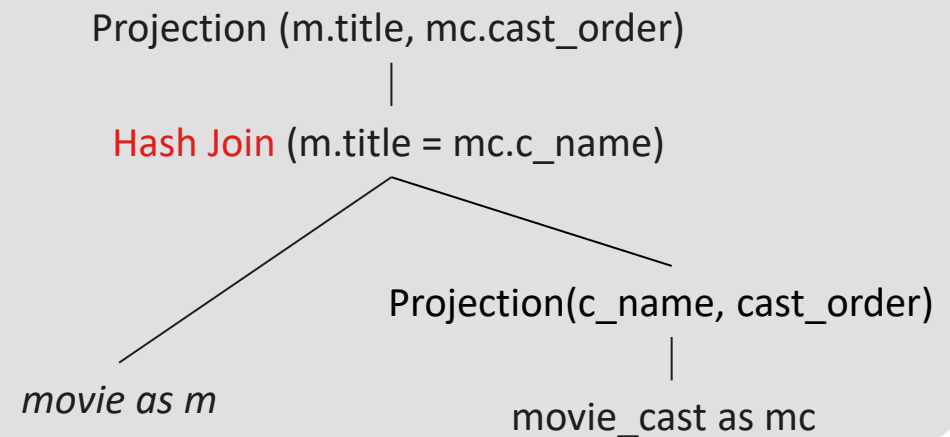 Projection (m.title, mc.cast_order)
Hash Join (m.title = mc.c_name)
Projection(c_name, cast_order)
movie as m
movie_cast as mc